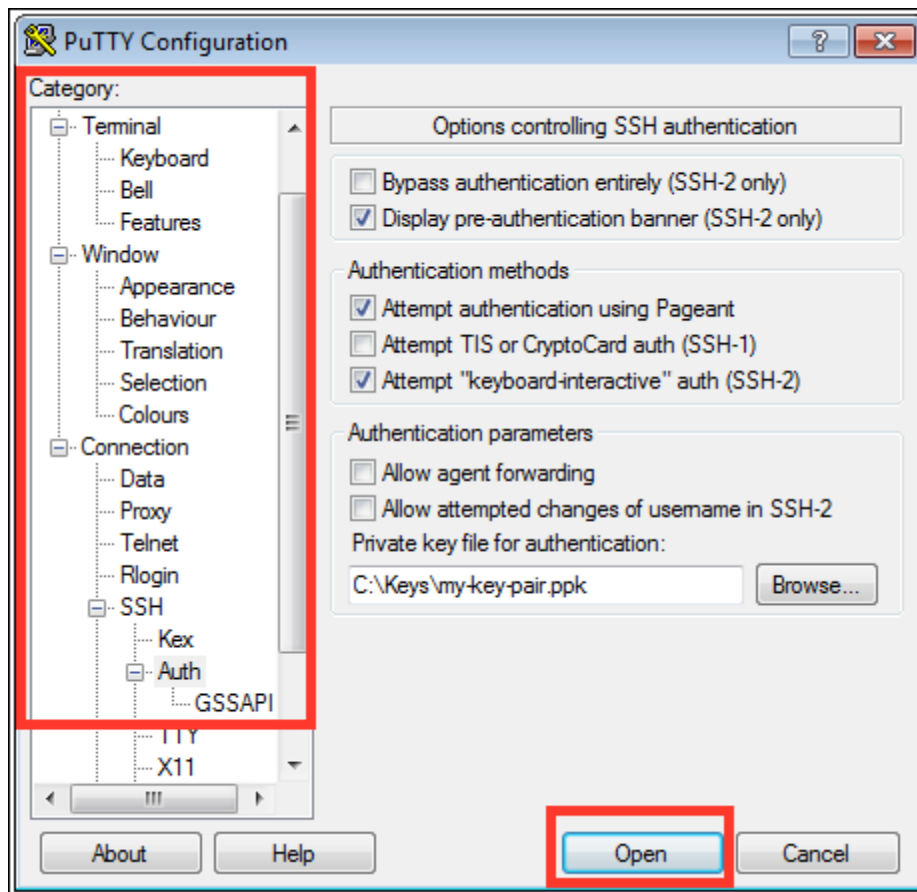 PuTTY Configuration
Category:
Terminal
Keyboard
Bell
Features
Window
Appearance
Behaviour
Translation
Selection
Colours
Connection
Data
Proxy
Telnet
Rlogin
SSH
Kex
Auth
GSSAPI
TTY
X11
Options controlling SSH authentication
Bypass authentication entirely (SSH-2 only)
Display pre-authentication banner (SSH-2 only)
Authentication methods
Attempt authentication using Pageant
Attempt TIS or CryptoCard auth (SSH-1)
Attempt "keyboard-interactive" auth (SSH-2)
Authentication parameters
Allow agent forwarding
Allow attempted changes of username in SSH-2
Private key file for authentication:
C:\Keys\my-key-pair.ppk
Browse...
About
Help
Open
Cancel